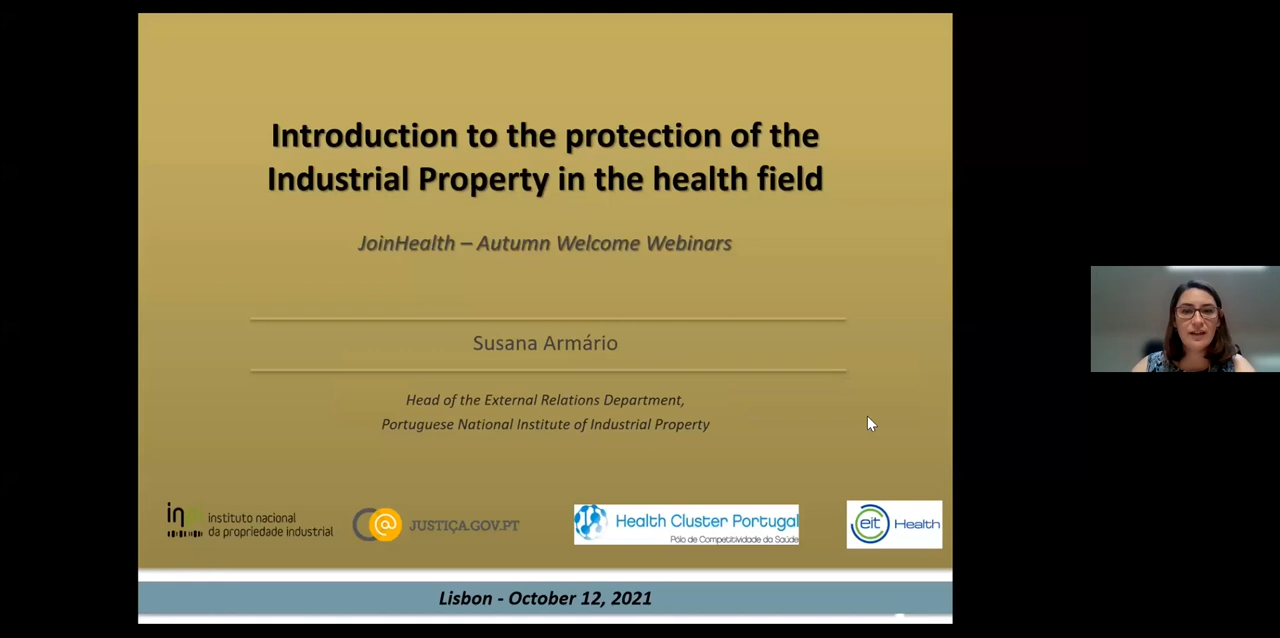 Introduction to the protection of the
Industrial Property in the health field
JoinHealth – Autumn Welcome Webinars
Susana Armário
Head of the External Relations Department,
Portuguese National Institute of Industrial Property
instituto nacional
da propriedade industrial
JUSTIÇA.GOV.PT
Health Cluster Portugal
Pólo de Competitividade da Saúde
eit Health
Lisbon - October 12, 2021